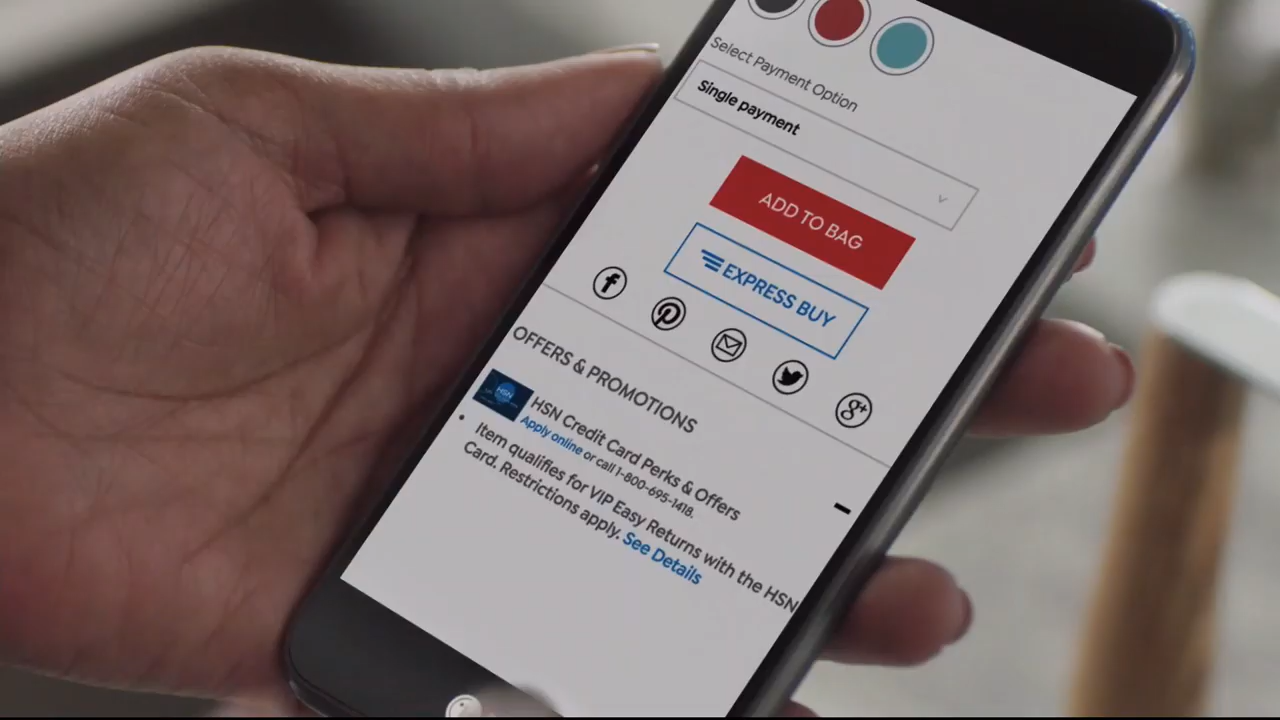 Select Payment Option
Single payment
ADD TO BAG
EXPRESS BUY
OFFERS & PROMOTIONS
HSN
HSN Credit Card Perks & Offers
Apply online or call 1-800-695-1418.
Item qualifies for VIP Easy Returns with the HSN
Card. Restrictions apply. See Details